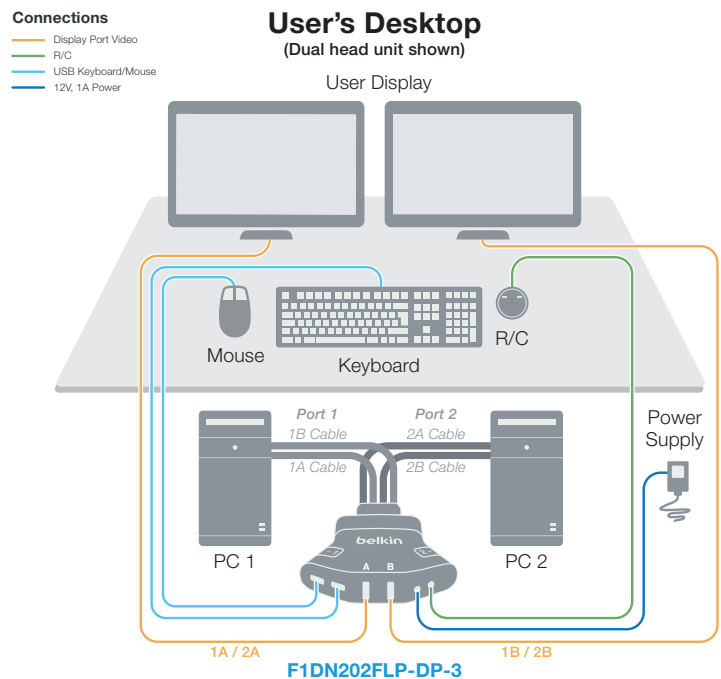 Connections
Display Port Video
R/C
USB Keyboard/Mouse
12V, 1A Power
User's Desktop
(Dual head unit shown)
User Display
Mouse
Keyboard
R/C
Port 1
1B Cable
1A Cable
Port 2
2A Cable
2B Cable
Power
Supply
PC 1
PC 2
belkin
1
2
A B
1A / 2A
1B / 2B
F1DN202FLP-DP-3